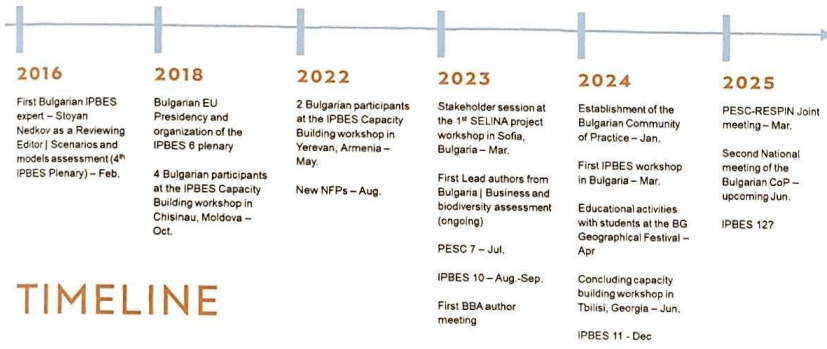 2016
First Bulgarian IPBES
expert – Stoyan
Nedkov as a Reviewing
Editor | Scenarios and
models assessment (4th
IPBES Plenary) – Feb.
2018
Bulgarian EU
Presidency and
organization of the
IPBES 6 plenary
4 Bulgarian participants
at the IPBES Capacity
Building workshop in
Chisinau, Moldova –
Oct.
2022
2 Bulgarian participants
at the IPBES Capacity
Building workshop in
Yerevan, Armenia –
May.
New NFPs – Aug.
2023
Stakeholder session at
the 1st SELINA project
workshop in Sofia,
Bulgaria – Mar.
First Lead authors from
Bulgaria | Business and
biodiversity assessment
(ongoing)
PESC 7 – Jul.
IPBES 10 – Aug.-Sep.
First BBA author
meeting
2024
Establishment of the
Bulgarian Community
of Practice – Jan.
First IPBES workshop
in Bulgaria – Mar.
Educational activities
with students at the BG
Geographical Festival –
Apr
Concluding capacity
building workshop in
Tbilisi, Georgia – Jun.
IPBES 11 - Dec
2025
PESC-RESPIN Joint
meeting – Mar.
Second National
meeting of the
Bulgarian CoP –
upcoming Jun.
IPBES 12?
TIMELINE